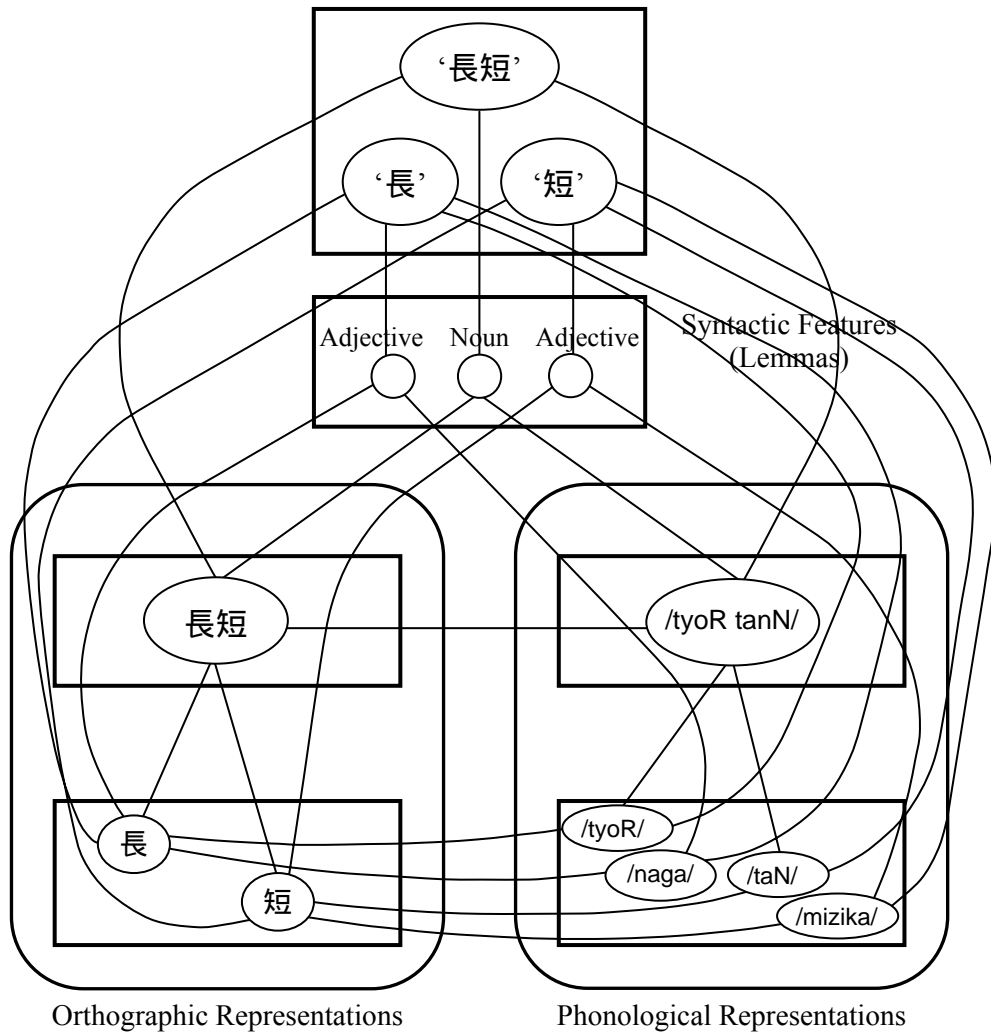 ‘長短’
‘長’ ‘短’
Adjective Noun Adjective
Syntactic Features
(Lemmas)
長短
/tyoR tanN/
長
短
/tyoR/
/naga/
/taN/
/mizika/
Orthographic Representations
Phonological Representations